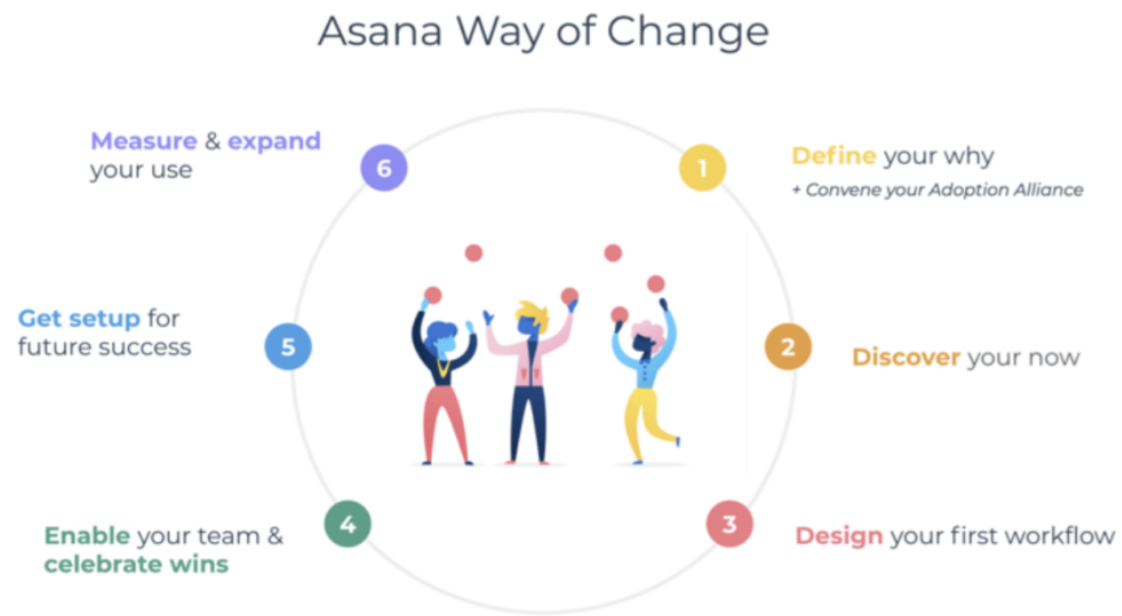 Asana Way of Change
1
Define your why
+ Convene your Adoption Alliance
2
Discover your now
3
Design your first workflow
4
Enable your team &
celebrate wins
5
Get setup for
future success
6
Measure & expand
your use